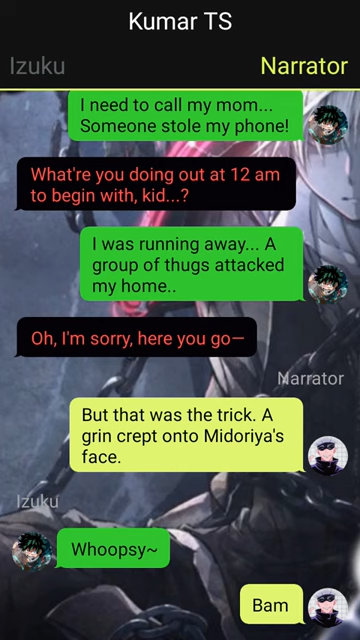 Kumar TS
Izuku
Narrator
I need to call my mom...
Someone stole my phone!
What're you doing out at 12 am
to begin with, kid...?
I was running away... A
group of thugs attacked
my home..
Oh, I'm sorry, here you go—
Narrator
But that was the trick. A
grin crept onto Midoriya's
face.
Izuku
Whoopsy~
Bam